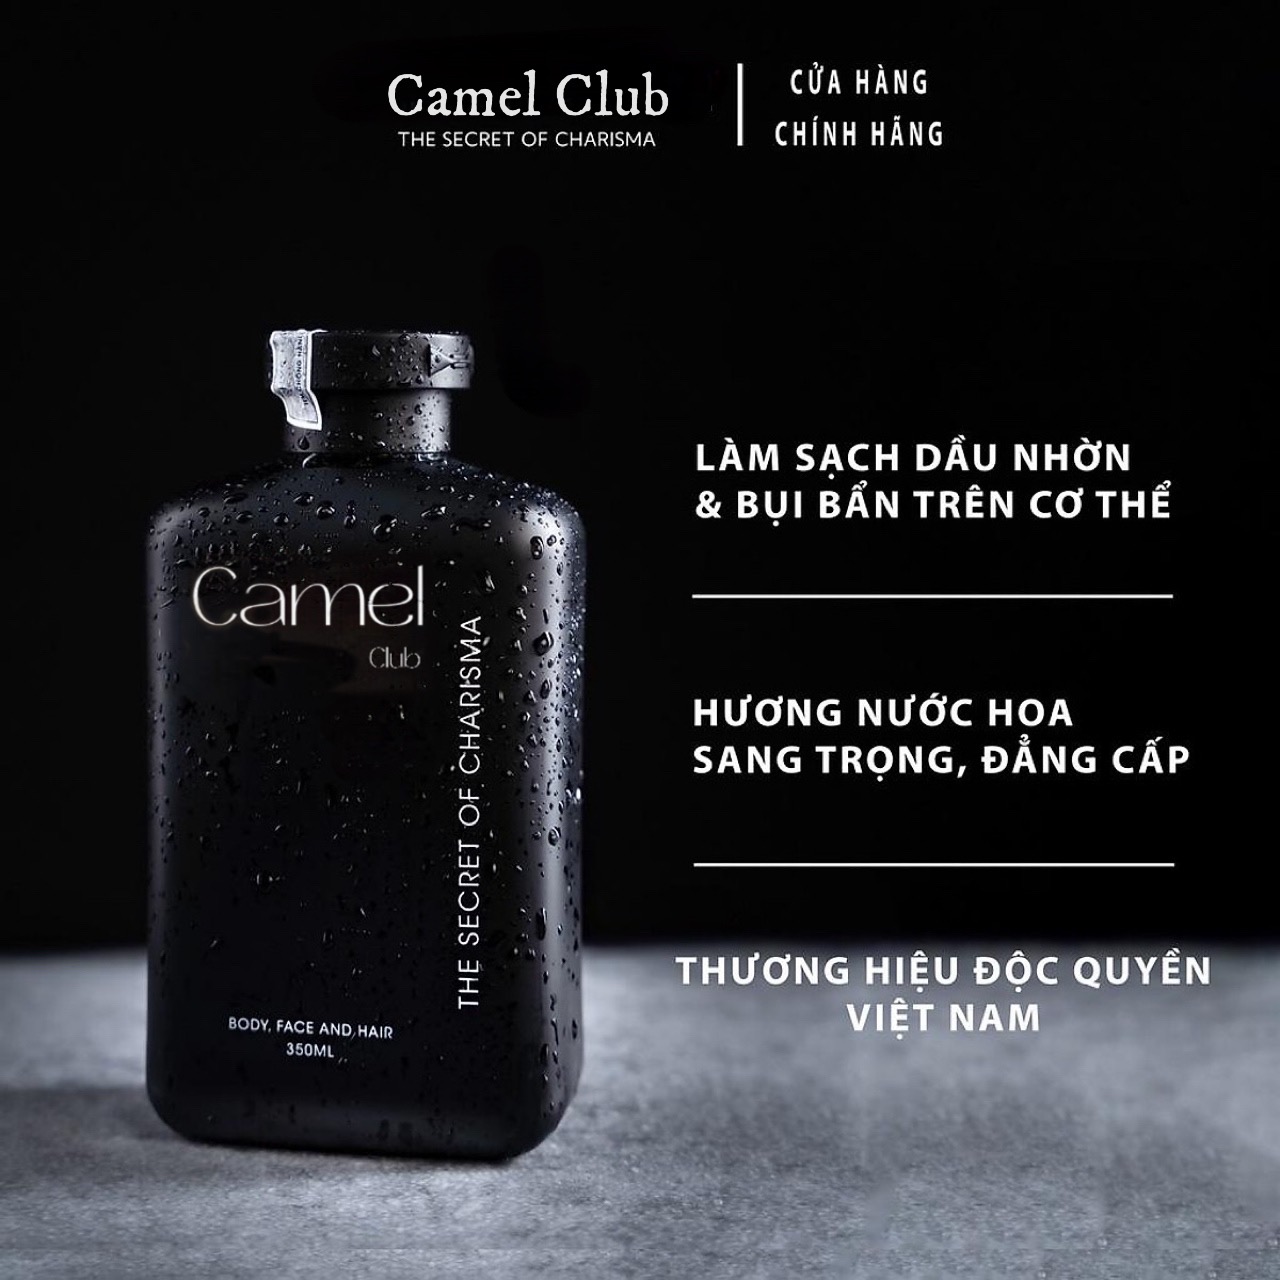 Camel Club
THE SECRET OF CHARISMA
CỬA HÀNG
CHÍNH HÃNG
LÀM SẠCH DẦU NHỜN
& BỤI BẨN TRÊN CƠ THỂ
HƯƠNG NƯỚC HOA
SANG TRỌNG, ĐẲNG CẤP
THƯƠNG HIỆU ĐỘC QUYỀN
VIỆT NAM
Camel
Club
THE SECRET OF CHARISMA
BODY, FACE AND HAIR
350ML